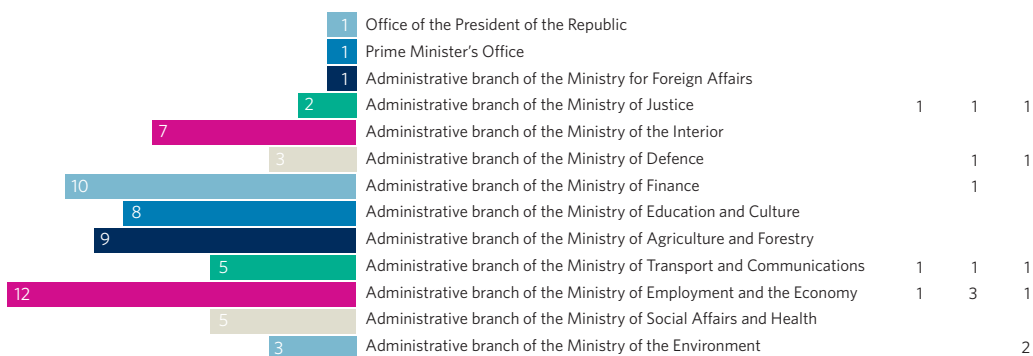 1 Office of the President of the Republic
1 Prime Minister's Office
1 Administrative branch of the Ministry for Foreign Affairs
2 Administrative branch of the Ministry of Justice 1 1 1
7 Administrative branch of the Ministry of the Interior
3 Administrative branch of the Ministry of Defence 1 1
10 Administrative branch of the Ministry of Finance 1
8 Administrative branch of the Ministry of Education and Culture
9 Administrative branch of the Ministry of Agriculture and Forestry
5 Administrative branch of the Ministry of Transport and Communications 1 1 1
12 Administrative branch of the Ministry of Employment and the Economy 1 3 1
5 Administrative branch of the Ministry of Social Affairs and Health
3 Administrative branch of the Ministry of the Environment 2